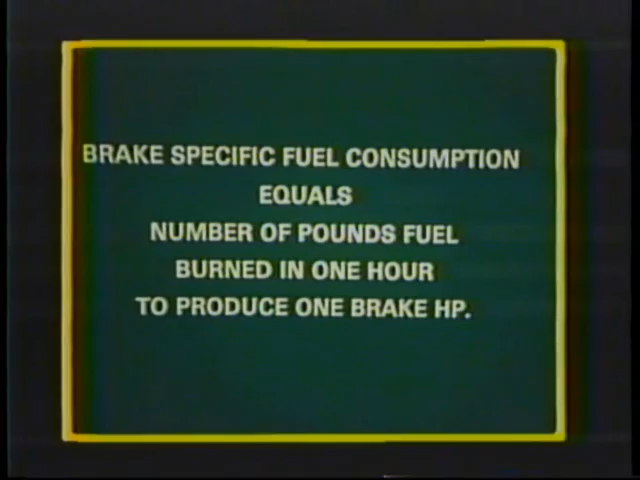 BRAKE SPECIFIC FUEL CONSUMPTION
EQUALS
NUMBER OF POUNDS FUEL
BURNED IN ONE HOUR
TO PRODUCE ONE BRAKE HP.